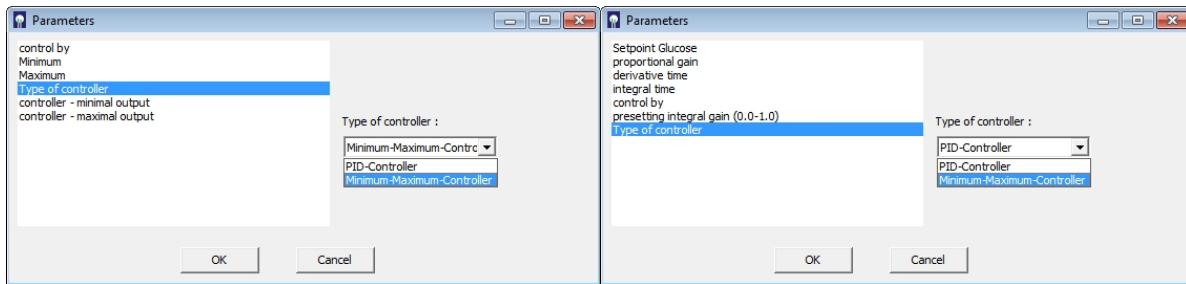 Parameters
control by
Minimum
Maximum
Type of controller
controller - minimal output
controller - maximal output
Type of controller :
Minimum-Maximum-Contrc
PID-Controller
Minimum-Maximum-Controller
OK
Cancel
Parameters
Setpoint Glucose
proportional gain
derivative time
integral time
control by
presetting integral gain (0.0-1.0)
Type of controller
Type of controller :
PID-Controller
PID-Controller
Minimum-Maximum-Controller
OK
Cancel